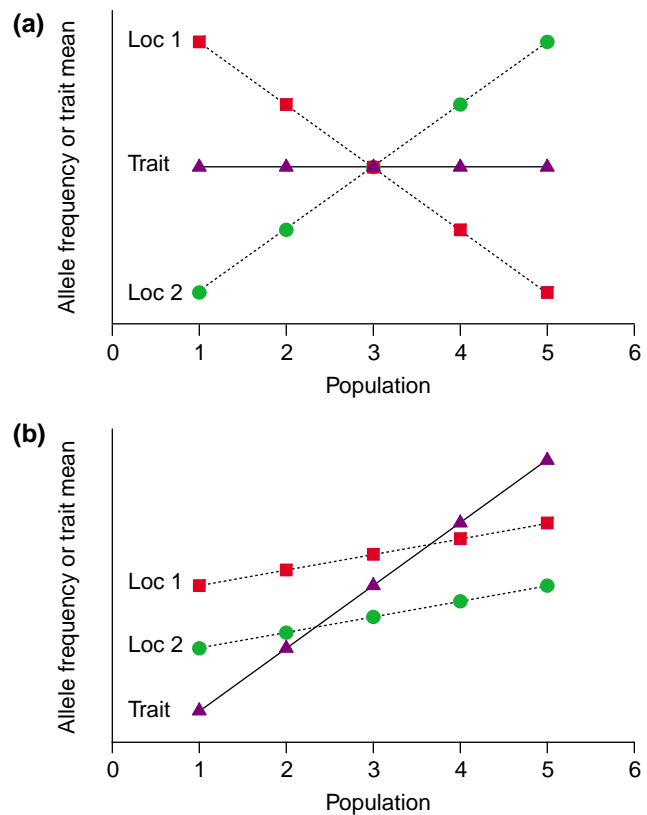 (a)
Allele frequency or trait mean
Loc 1
Trait
Loc 2
0 1 2 3 4 5 6
Population
(b)
Allele frequency or trait mean
Loc 1
Loc 2
Trait
0 1 2 3 4 5 6
Population